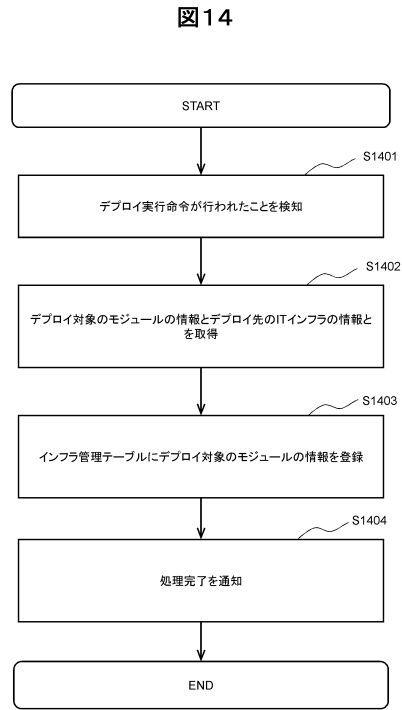 図14
START
S1401
デプロイ実行命令が行われたことを検知
S1402
デプロイ対象のモジュールの情報とデプロイ先のITインフラの情報と
を取得
S1403
インフラ管理テーブルにデプロイ対象のモジュールの情報を登録
S1404
処理完了を通知
END